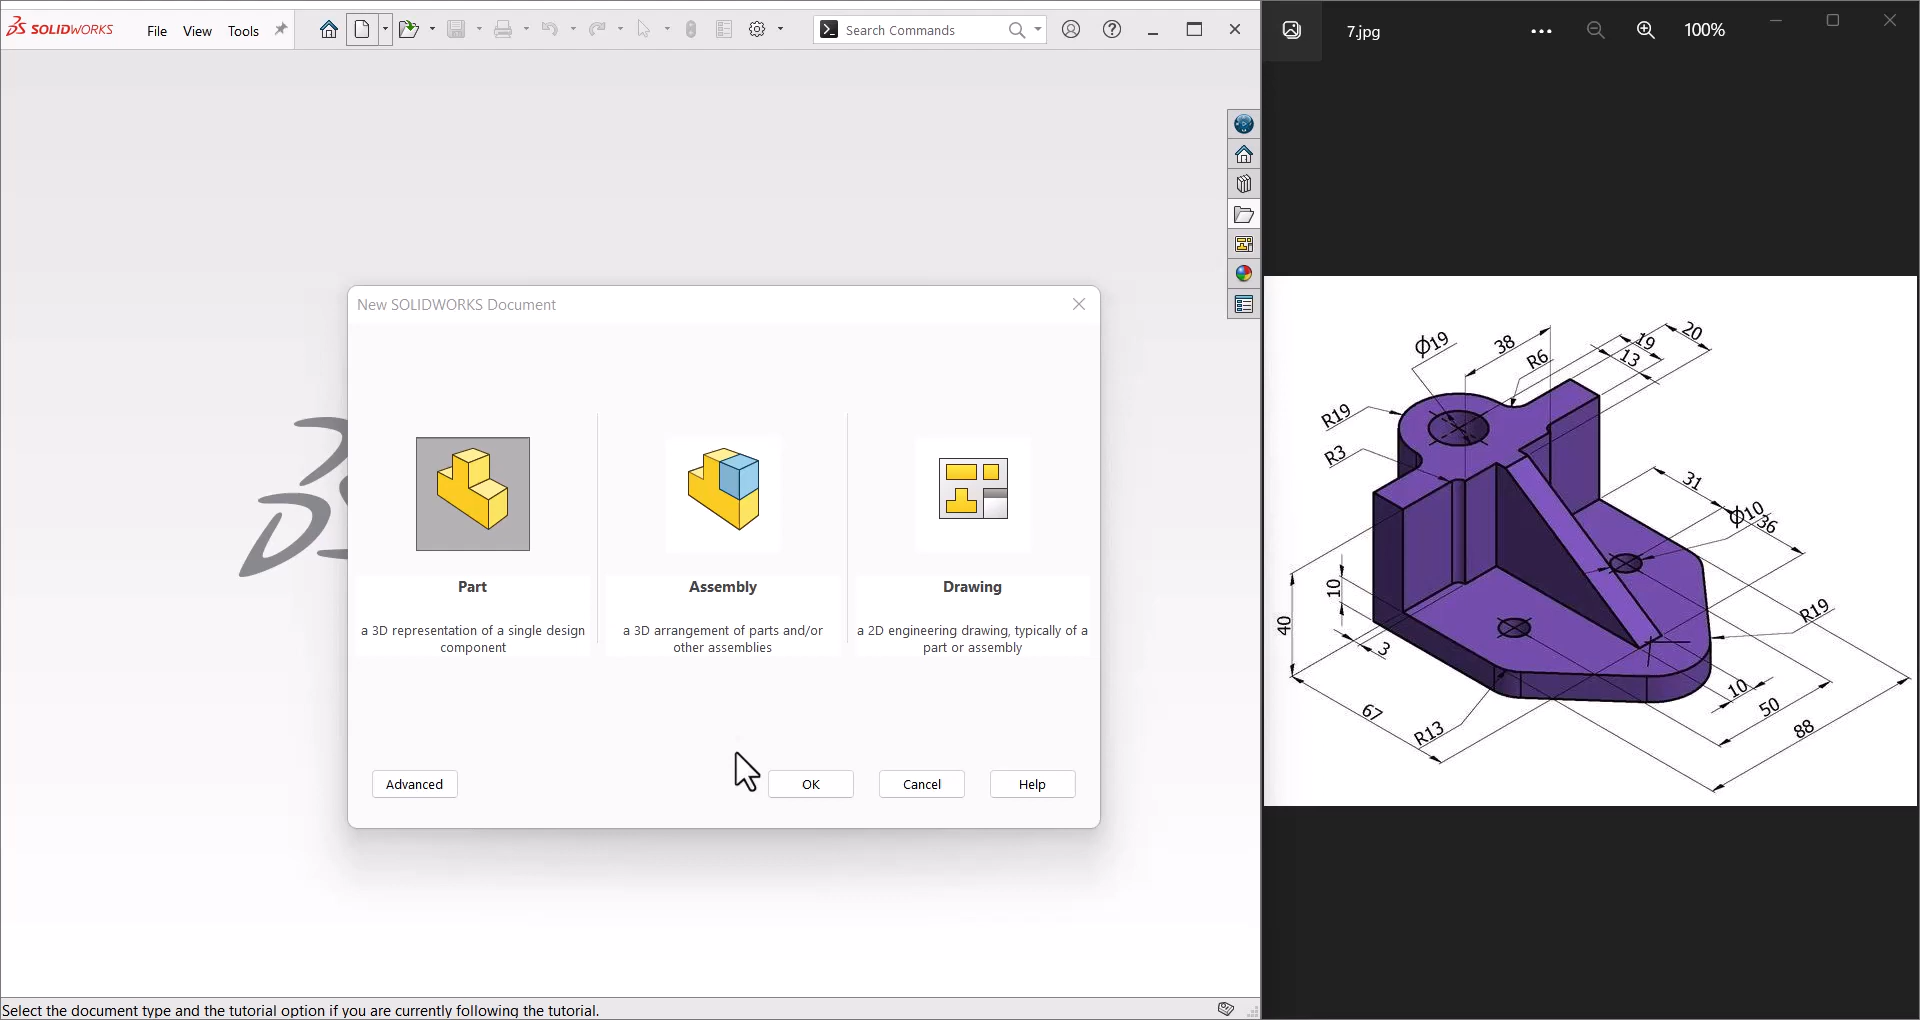 SOLIDWORKS
File View Tools
Search Commands
7.jpg
100%
New SOLIDWORKS Document
Part
a 3D representation of a single design
component
Assembly
a 3D arrangement of parts and/or
other assemblies
Drawing
a 2D engineering drawing, typically of a
part or assembly
Advanced
OK
Cancel
Help
Select the document type and the tutorial option if you are currently following the tutorial.
ϕ19
38
R6
19
20
13
R19
R3
31
ϕ10
36
10
40
3
R19
67
R13
10
50
88